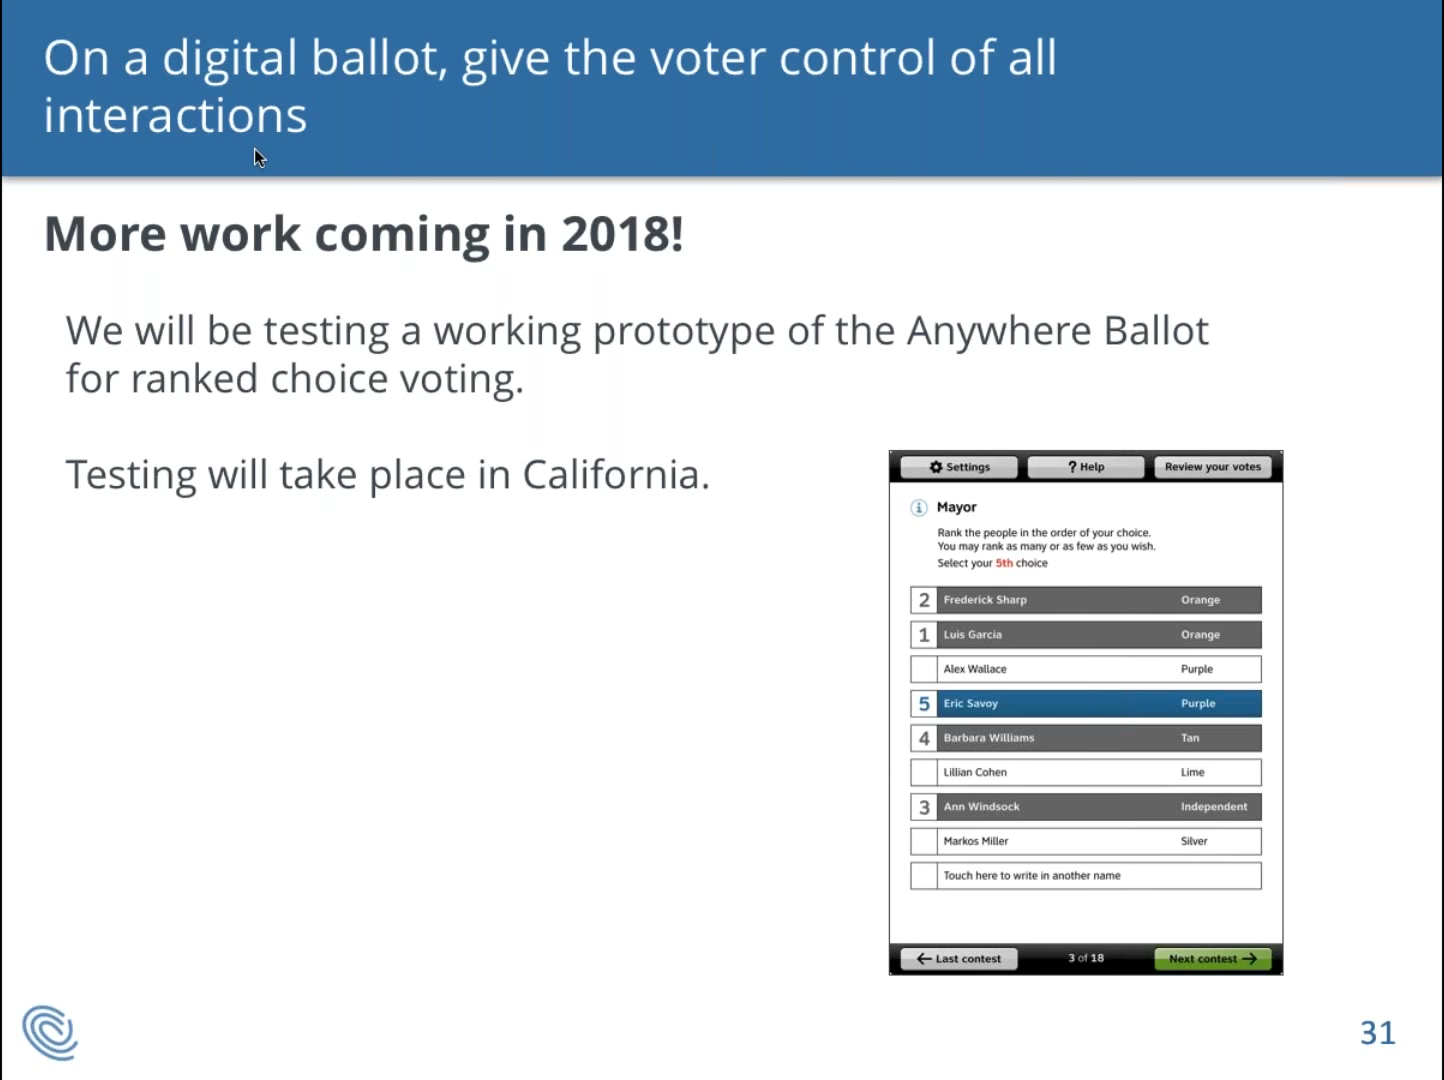 On a digital ballot, give the voter control of all
interactions
More work coming in 2018!
We will be testing a working prototype of the Anywhere Ballot
for ranked choice voting.
Testing will take place in California.
Settings ? Help Review your votes
i Mayor
Rank the people in the order of your choice.
You may rank as many or as few as you wish.
Select your 5th choice
2 Frederick Sharp Orange
1 Luis Garcia Orange
Alex Wallace Purple
5 Eric Savoy Purple
4 Barbara Williams Tan
Lillian Cohen Lime
3 Ann Windsock Independent
Markos Miller Silver
Touch here to write in another name
← Last contest 3 of 18 Next contest →
31